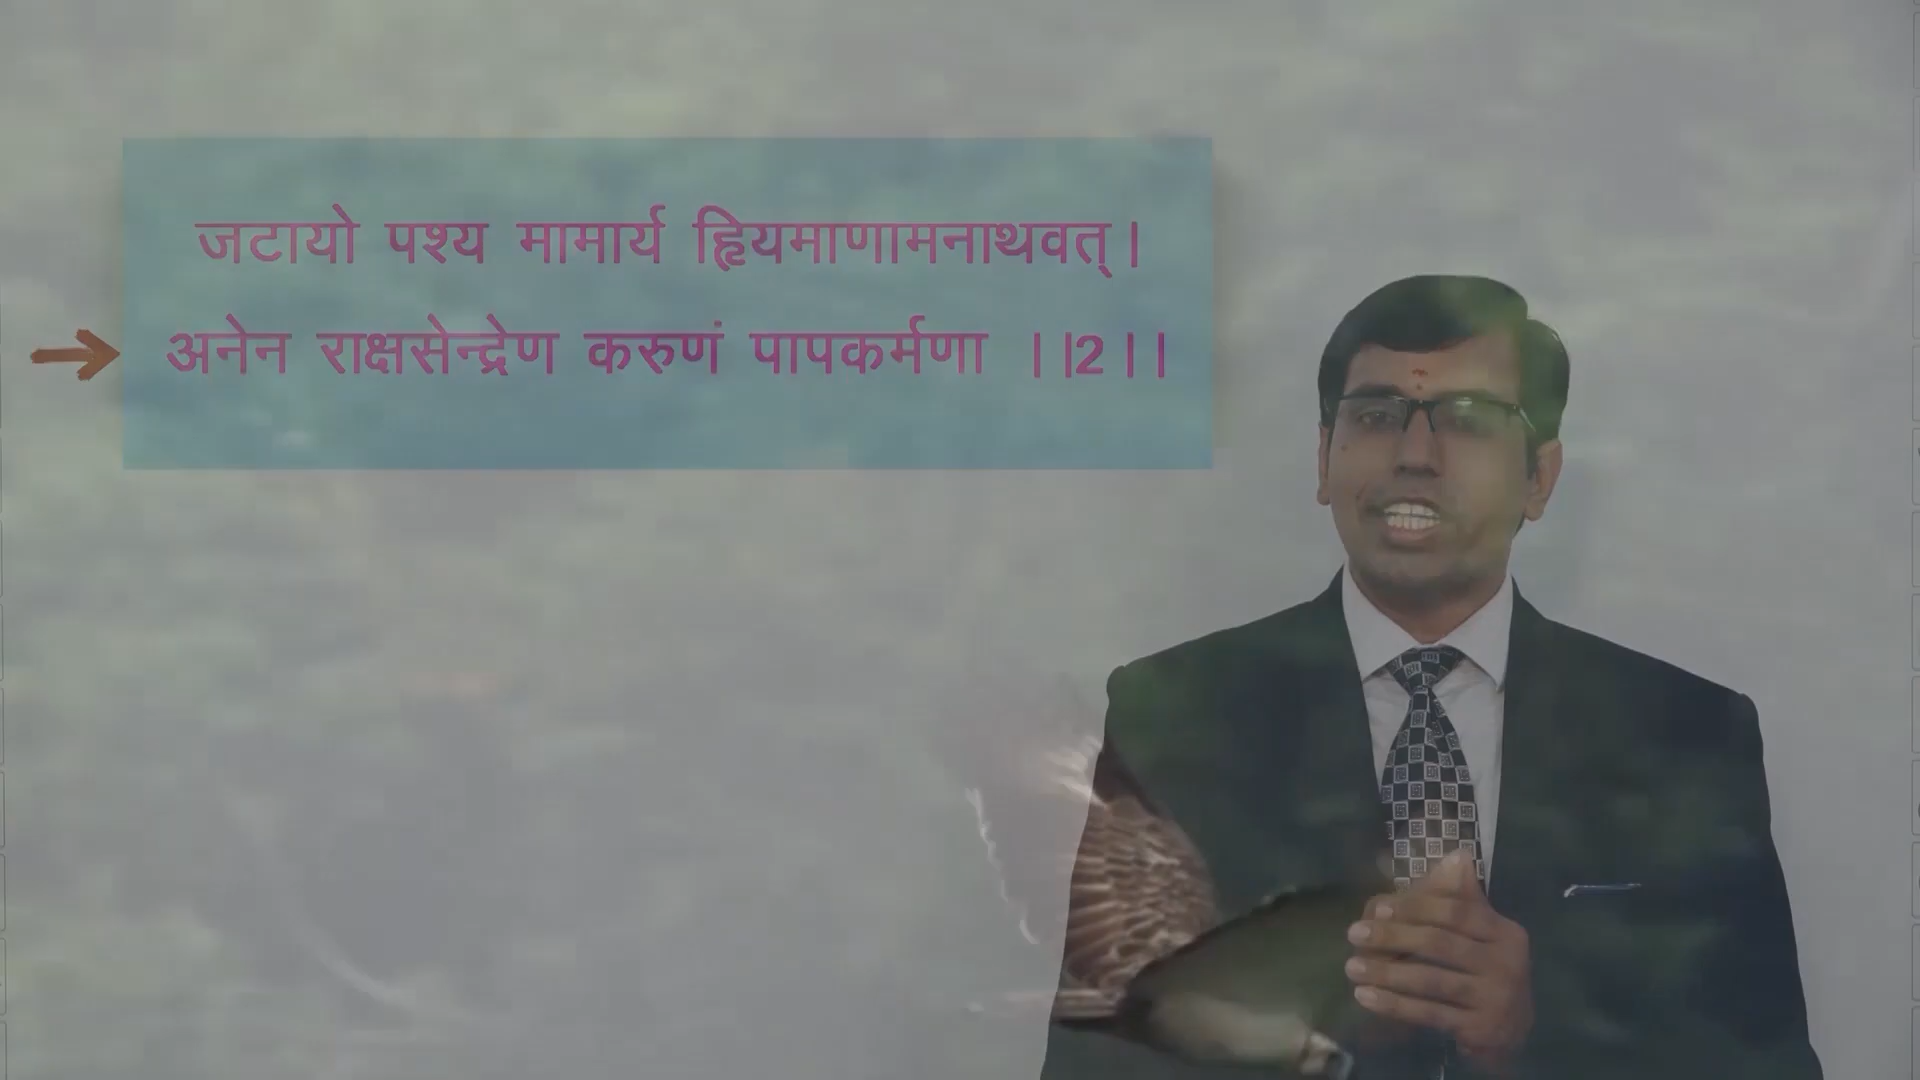 जटायो पश्य मामार्य ह्रियमाणामनाथवत्।
अनेन राक्षसेन्द्रेण करुणं पापकर्मणा ।।2।।